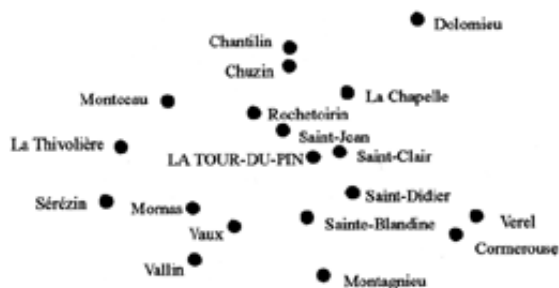 Dolomieu
Chantilin
Chuzin
La Chapelle
Montceau
Rochetoirin
Saint-Jean
La Thivolière
LA TOUR-DU-PIN
Saint-Clair
Saint-Didier
Sérézin
Mornas
Sainte-Blandine
Verel
Vaux
Cormerouse
Vallin
Montagnieu